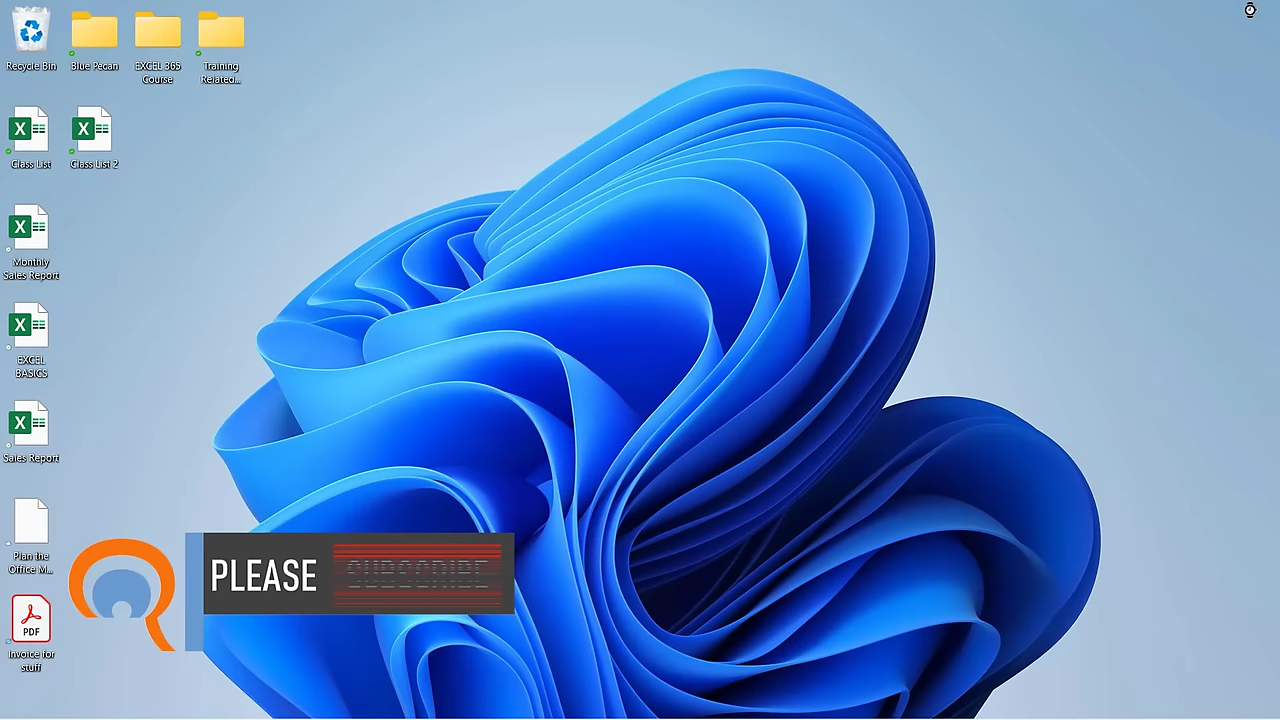 Recycle Bin
Blue Pecan
EXCEL 365
Course
Training
Related...
Class List
Class List 2
Monthly
Sales Report
EXCEL
BASICS
Sales Report
Plan the
Office M...
PDF
Invoice for
stuff
PLEASE SUBSCRIBE